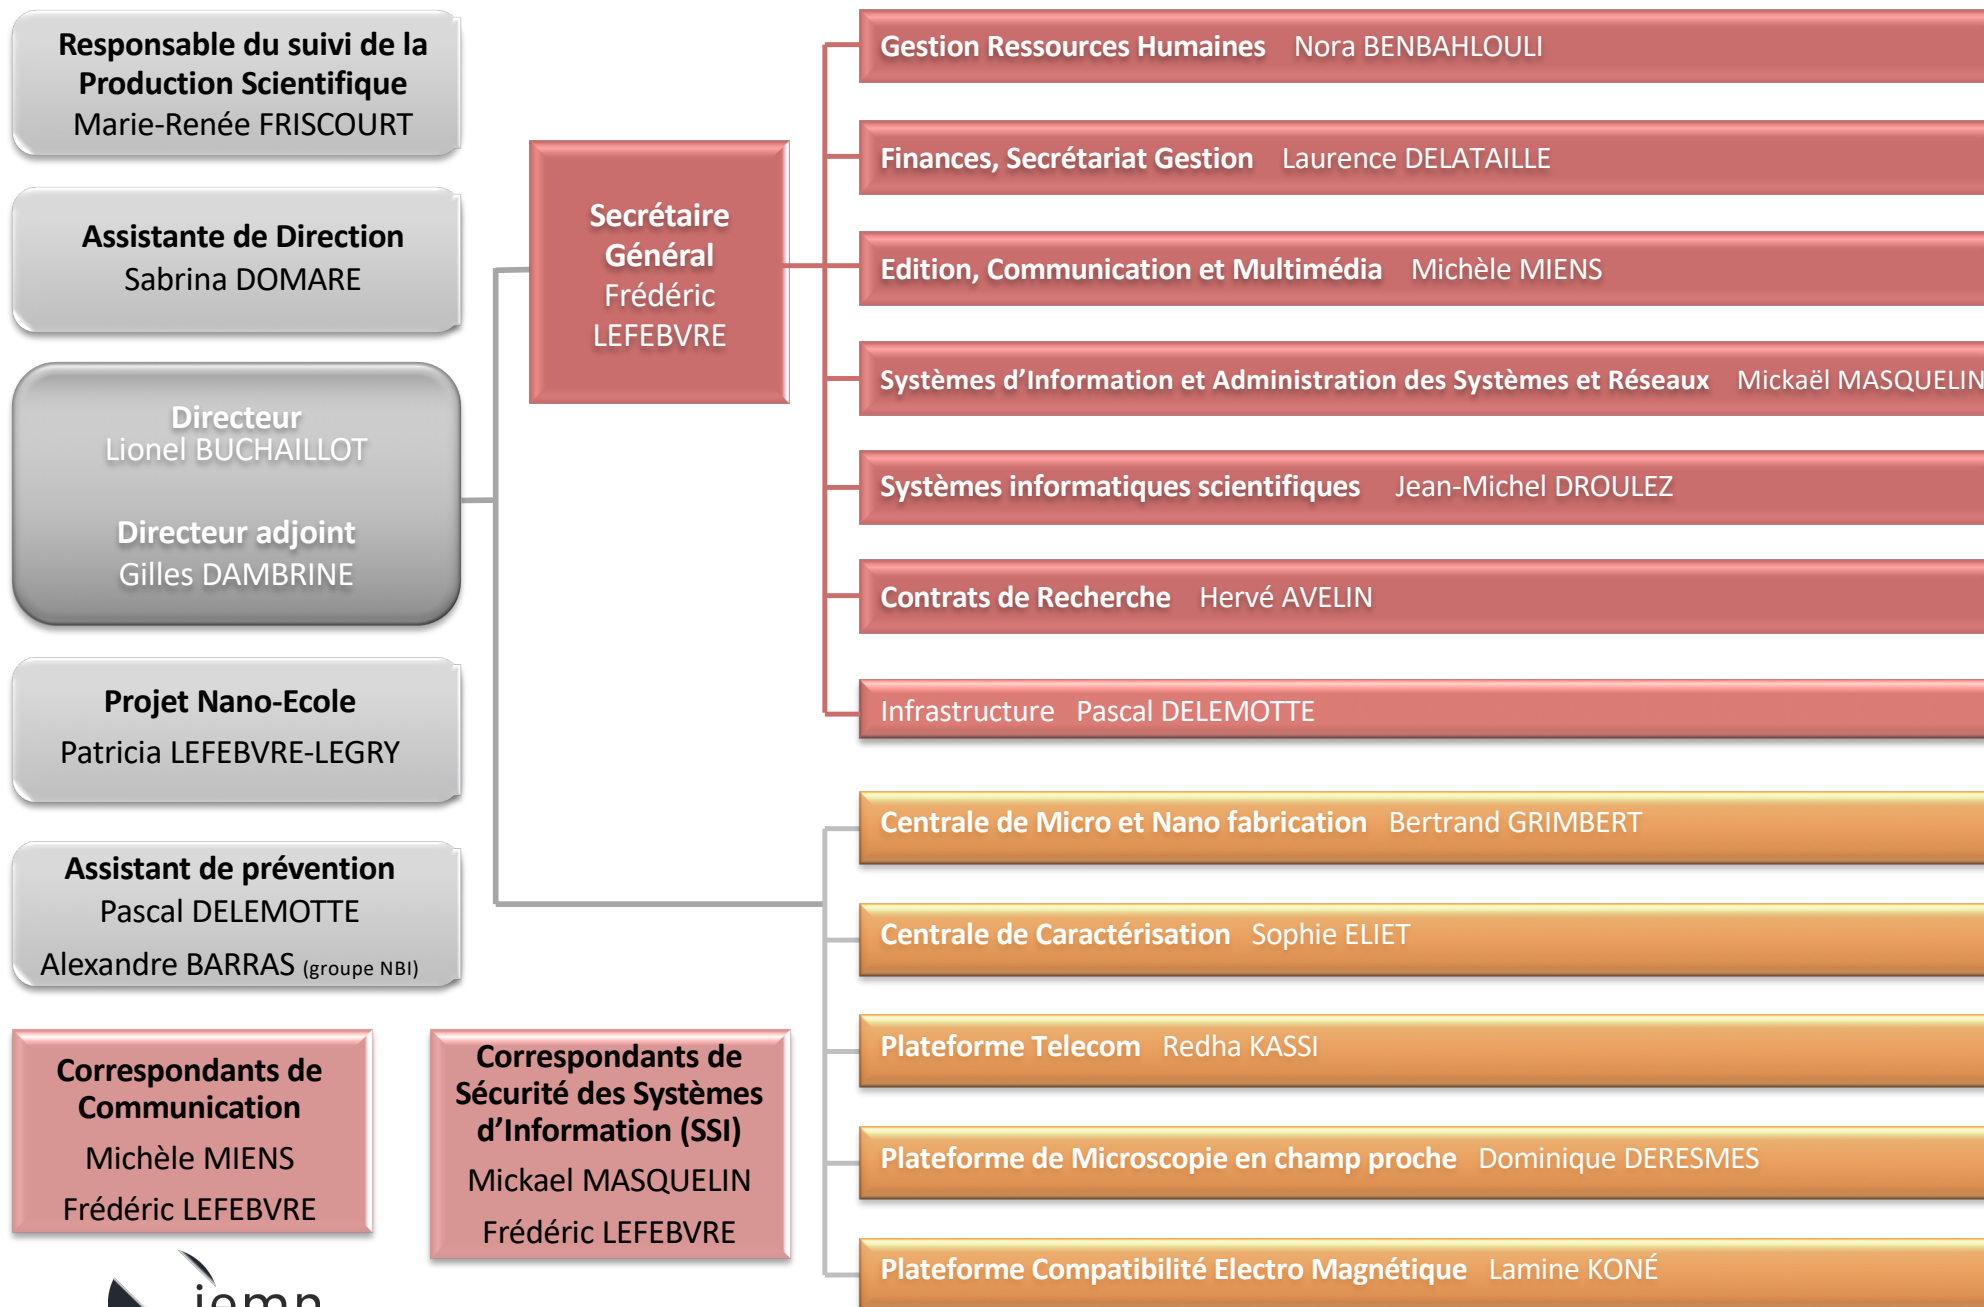 Responsable du suivi de la
Production Scientifique
Marie-Renée FRISCOURT
Assistante de Direction
Sabrina DOMARE
Directeur
Lionel BUCHAILLOT
Directeur adjoint
Gilles DAMBRINE
Projet Nano-Ecole
Patricia LEFEBVRE-LEGRY
Assistant de prévention
Pascal DELEMOTTE
Alexandre BARRAS (groupe NBI)
Correspondants de
Communication
Michèle MIENS
Frédéric LEFEBVRE
Correspondants de
Sécurité des Systèmes
d’Information (SSI)
Mickael MASQUELIN
Frédéric LEFEBVRE
Secrétaire
Général
Frédéric
LEFEBVRE
Gestion Ressources Humaines Nora BENBAHLOULI
Finances, Secrétariat Gestion Laurence DELATAILLE
Edition, Communication et Multimédia Michèle MIENS
Systèmes d’Information et Administration des Systèmes et Réseaux Mickaël MASQUELIN
Systèmes informatiques scientifiques Jean-Michel DROULEZ
Contrats de Recherche Hervé AVELIN
Infrastructure Pascal DELEMOTTE
Centrale de Micro et Nano fabrication Bertrand GRIMBERT
Centrale de Caractérisation Sophie ELIET
Plateforme Telecom Redha KASSI
Plateforme de Microscopie en champ proche Dominique DERESMES
Plateforme Compatibilité Electro Magnétique Lamine KONÉ
iemn